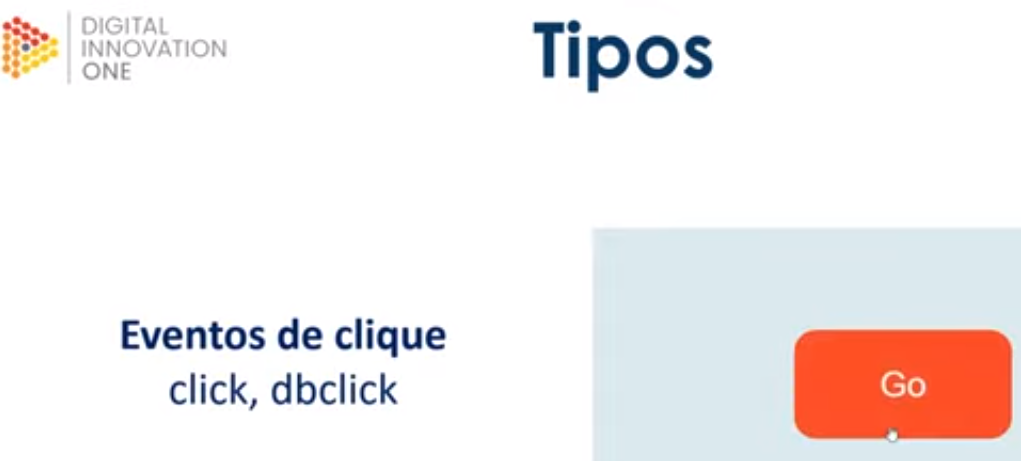 DIGITAL
INNOVATION
ONE
Tipos
Eventos de clique
click, dbclick
Go